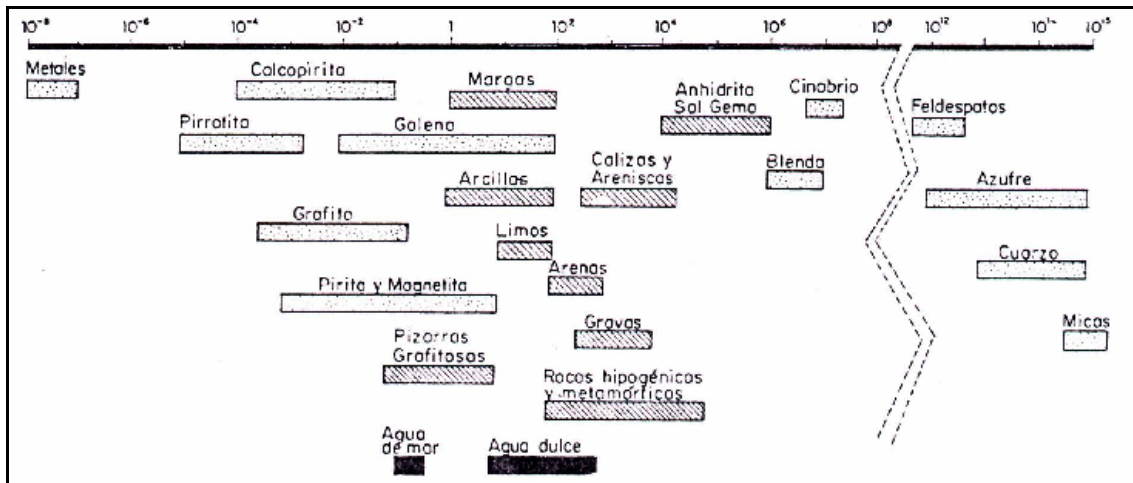 10⁻⁸ 10⁻⁶ 10⁻⁴ 10⁻² 1 10² 10⁴ 10⁶ 10⁸ 10¹² 10¹⁴
Metales
Calcopirita
Margas
Anhidrita
Sal Gema
Cinabrio
Feldespatos
Pirrotita
Galena
Calizas y
Areniscas
Blenda
Arcillas
Azufre
Grafito
Limos
Cuarzo
Arenas
Pirita y Magnetita
Gravas
Micas
Pizarras
Grafitosas
Rocas hipogénicas
y metamórficas
Agua
de mar
Agua dulce